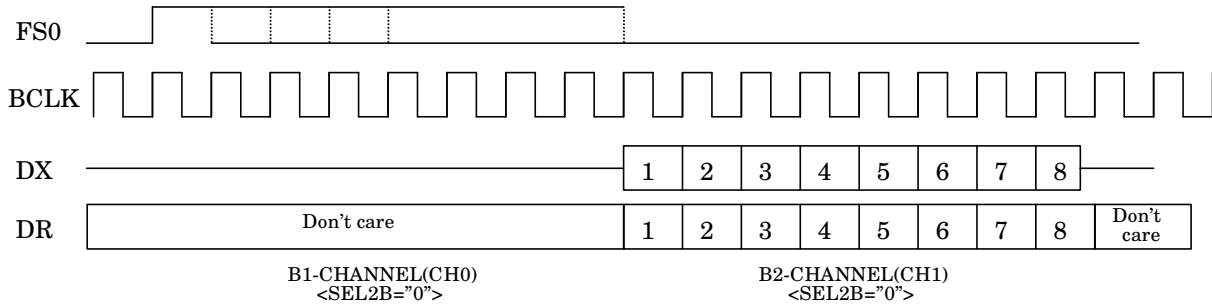 FS0
BCLK
DX 1 2 3 4 5 6 7 8
DR Don't care 1 2 3 4 5 6 7 8 Don't care
B1-CHANNEL(CH0) B2-CHANNEL(CH1)
<SEL2B="0"> <SEL2B="0">